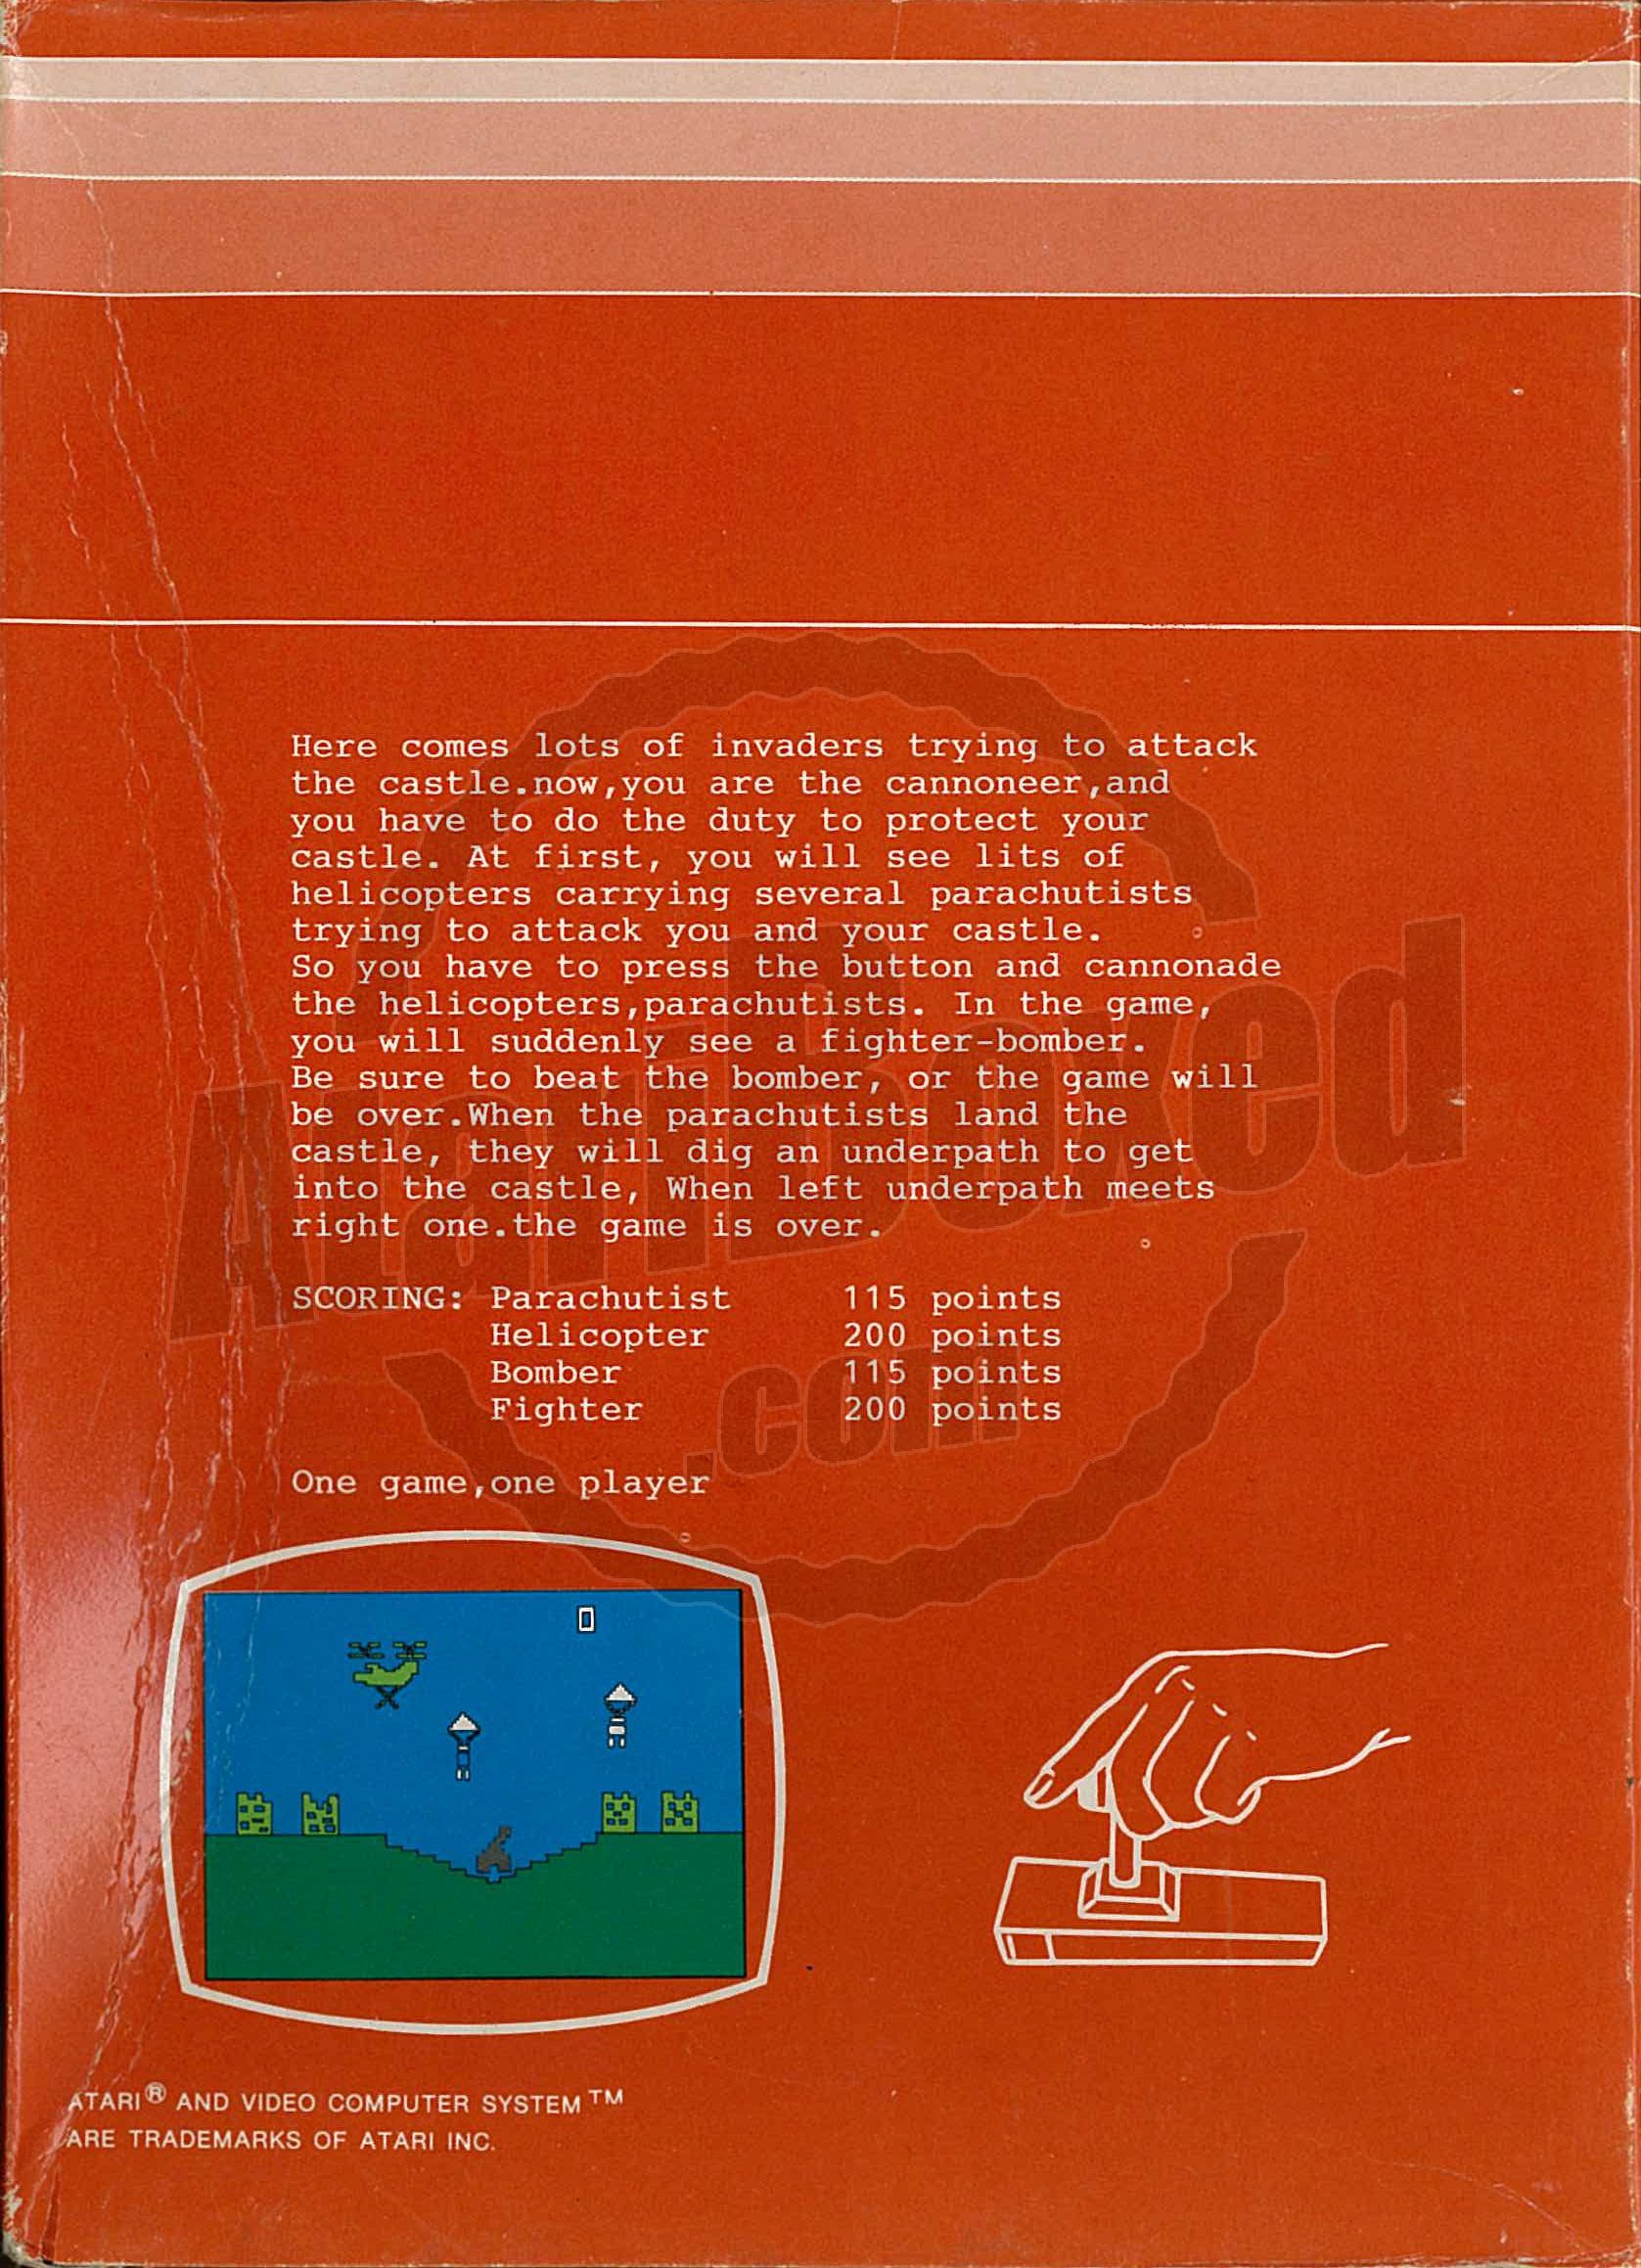 Here comes lots of invaders trying to attack
the castle.now,you are the cannoneer,and
you have to do the duty to protect your
castle. At first, you will see lits of
helicopters carrying several parachutists
trying to attack you and your castle.
So you have to press the button and cannonade
the helicopters,parachutists. In the game,
you will suddenly see a fighter-bomber.
Be sure to beat the bomber, or the game will
be over.When the parachutists land the
castle, they will dig an underpath to get
into the castle, When left underpath meets
right one.the game is over.
SCORING: Parachutist 115 points
Helicopter 200 points
Bomber 115 points
Fighter 200 points
One game,one player
0
ATARI® AND VIDEO COMPUTER SYSTEM™
ARE TRADEMARKS OF ATARI INC.
AtariBoxed
.com